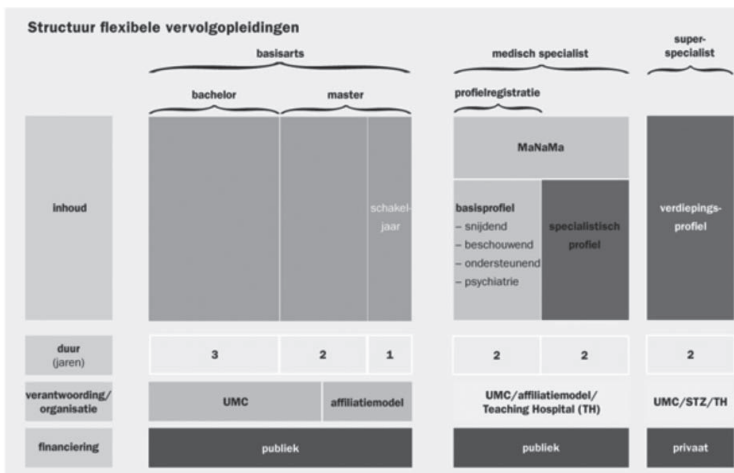 Structuur flexibele vervolgopleidingen
basisarts
medisch specialist
super-
specialist
bachelor
master
profielregistratie
inhoud
schakel-
jaar
MaNaMa
basisprofiel
– snijdend
– beschouwend
– ondersteunend
– psychiatrie
specialistisch
profiel
verdiepings-
profiel
duur
(jaren)
3
2
1
2
2
2
verantwoording/
organisatie
UMC
affiliatiemodel
UMC/affiliatiemodel/
Teaching Hospital (TH)
UMC/STZ/TH
financiering
publiek
publiek
privaat